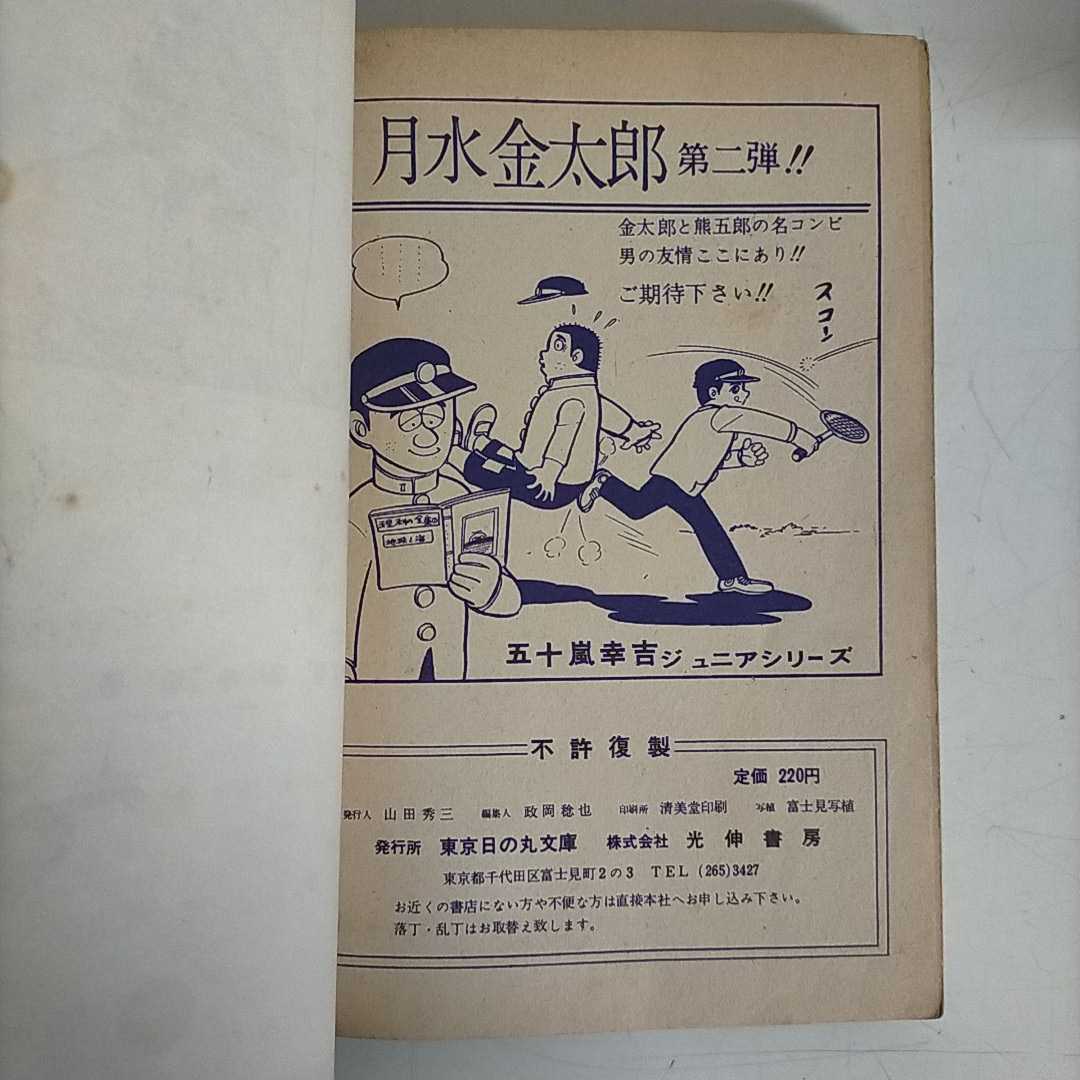 月水金太郎 第二弾!!
金太郎と熊五郎の名コンビ
男の友情ここにあり!!
ご期待下さい!!
スコーン
地球と海
五十嵐幸吉ジュニアシリーズ
不許復製
定価 220円
発行人 山田秀三 編集人 政岡稔也 印刷所 清美堂印刷 写植 富士見写植
発行所 東京日の丸文庫 株式会社 光伸書房
東京都千代田区富士見町2の3 TEL (265)3427
お近くの書店にない方や不便な方は直接本社へお申し込み下さい。
落丁・乱丁はお取替え致します。